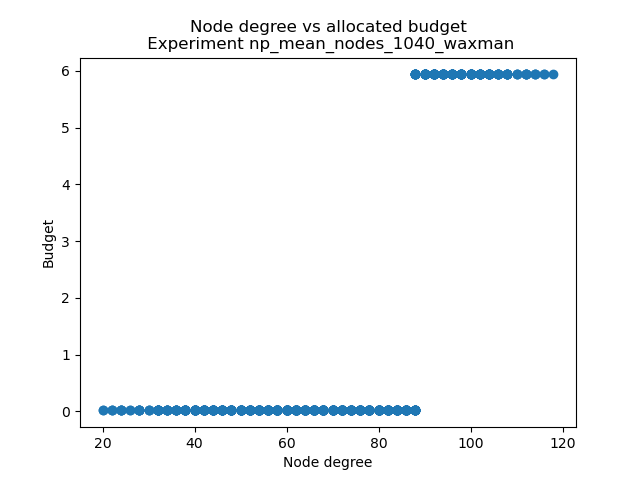 Node degree vs allocated budget
Experiment np_mean_nodes_1040_waxman
6
5
4
3
2
1
0
Budget
20 40 60 80 100 120
Node degree